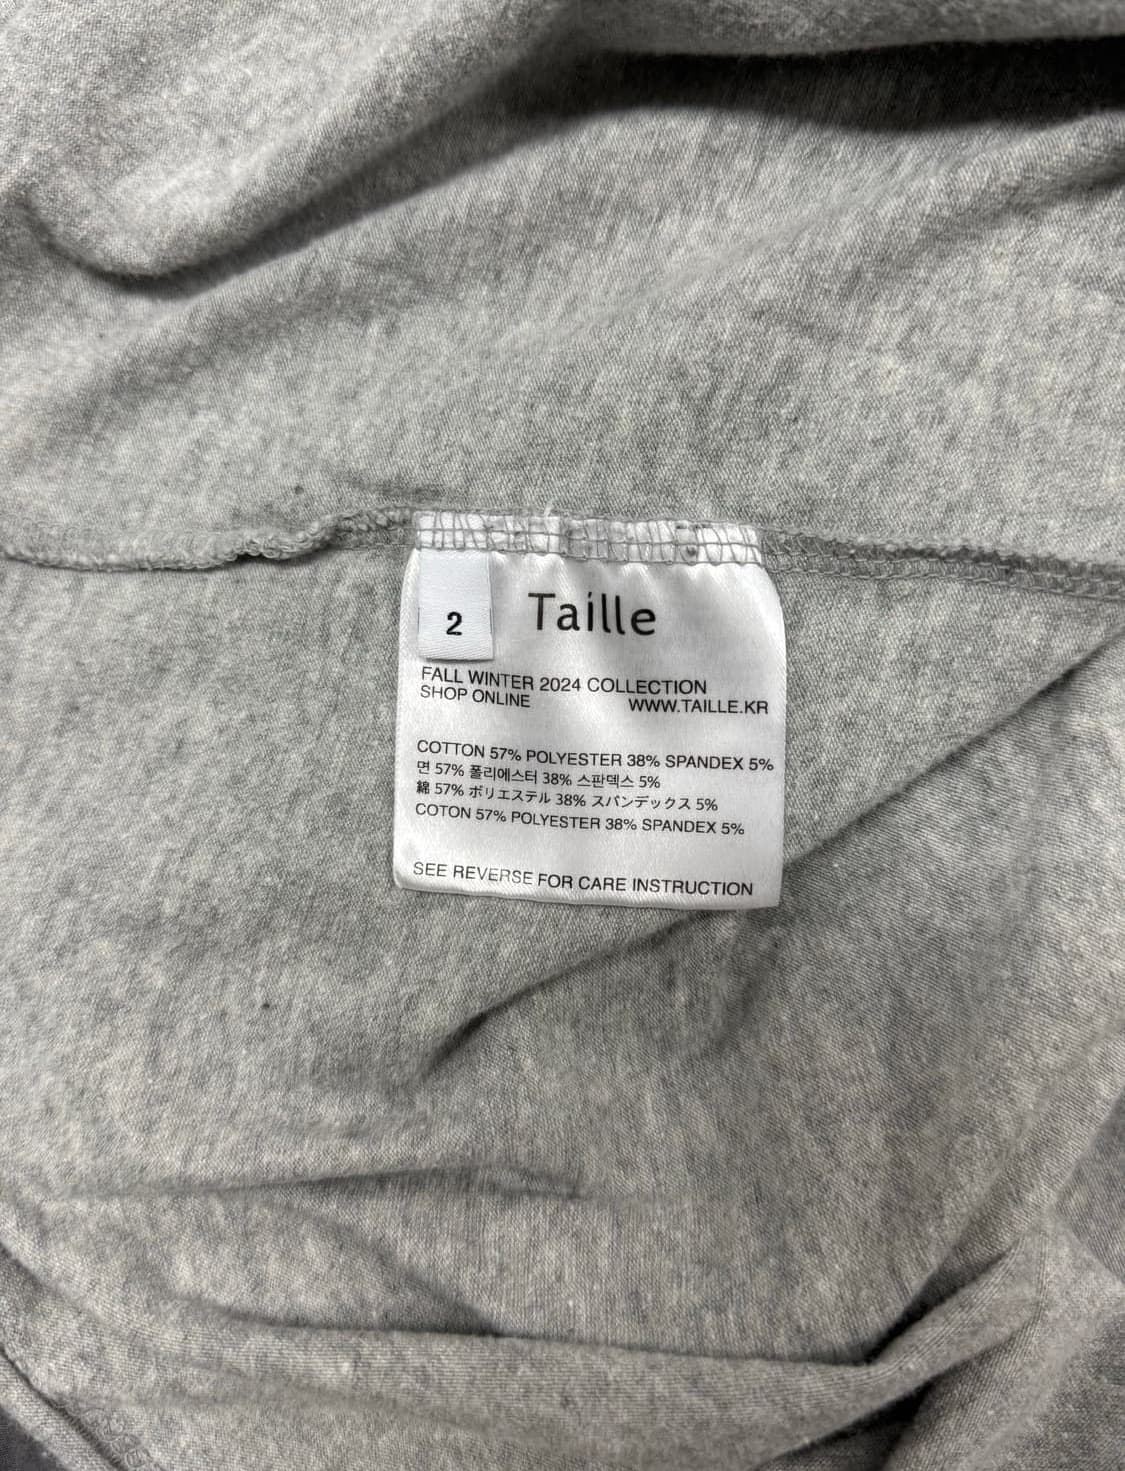 2
Taille
FALL WINTER 2024 COLLECTION
SHOP ONLINE WWW.TAILLE.KR
COTTON 57% POLYESTER 38% SPANDEX 5%
면 57% 폴리에스터 38% 스판덱스 5%
綿 57% ポリエステル 38% スパンデックス 5%
COTON 57% POLYESTER 38% SPANDEX 5%
SEE REVERSE FOR CARE INSTRUCTION